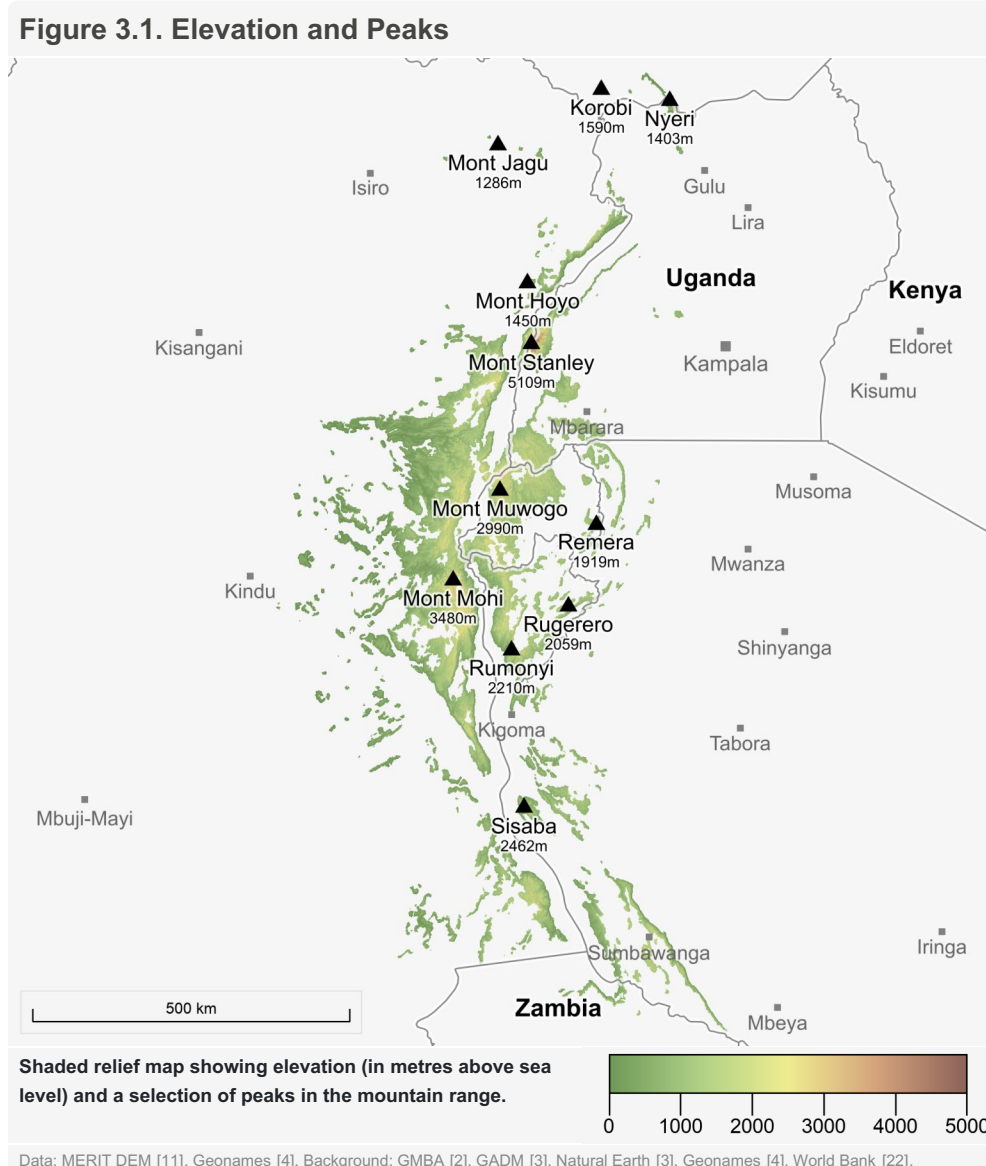 Figure 3.1. Elevation and Peaks
Korobi
1590m
Nyeri
1403m
Mont Jagu
1286m
Isiro
Gulu
Lira
Uganda
Kenya
Mont Hoyo
1450m
Kisangani
Mont Stanley
5109m
Kampala
Eldoret
Kisumu
Mbarara
Musoma
Mont Muwogo
2990m
Remera
1919m
Mwanza
Kindu
Mont Mohi
3480m
Rugerero
2059m
Shinyanga
Rumonyi
2210m
Kigoma
Tabora
Mbuji-Mayi
Sisaba
2462m
Sumbawanga
Iringa
Zambia
Mbeya
500 km
Shaded relief map showing elevation (in metres above sea
level) and a selection of peaks in the mountain range.
0 1000 2000 3000 4000 5000
Data: MERIT DEM [11], Geonames [4]. Background: GMBA [2], GADM [3], Natural Earth [3], Geonames [4], World Bank [22].